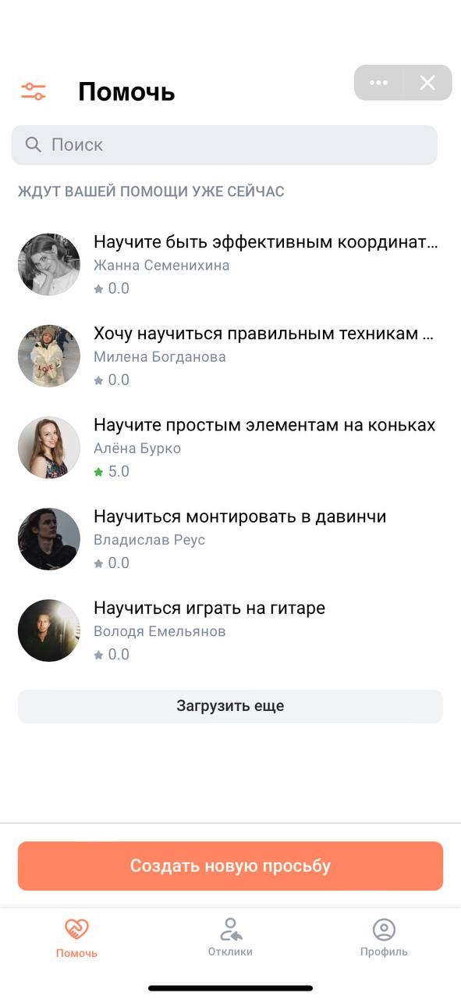 Помочь
Поиск
ЖДУТ ВАШЕЙ ПОМОЩИ УЖЕ СЕЙЧАС
Научите быть эффективным координат...
Жанна Семенихина
0.0
Хочу научиться правильным техникам ...
Милена Богданова
0.0
Научите простым элементам на коньках
Алёна Бурко
5.0
Научиться монтировать в давинчи
Владислав Реус
0.0
Научиться играть на гитаре
Володя Емельянов
0.0
Загрузить еще
Создать новую просьбу
Помочь
Отклики
Профиль